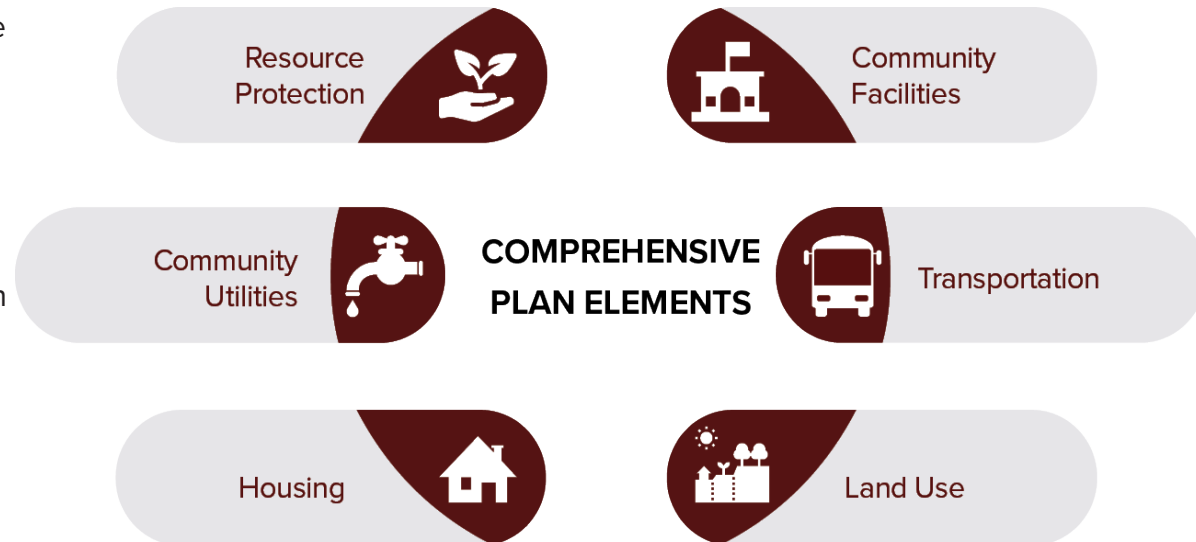 Resource
Protection
Community
Facilities
Community
Utilities
COMPREHENSIVE
PLAN ELEMENTS
Transportation
Housing
Land Use